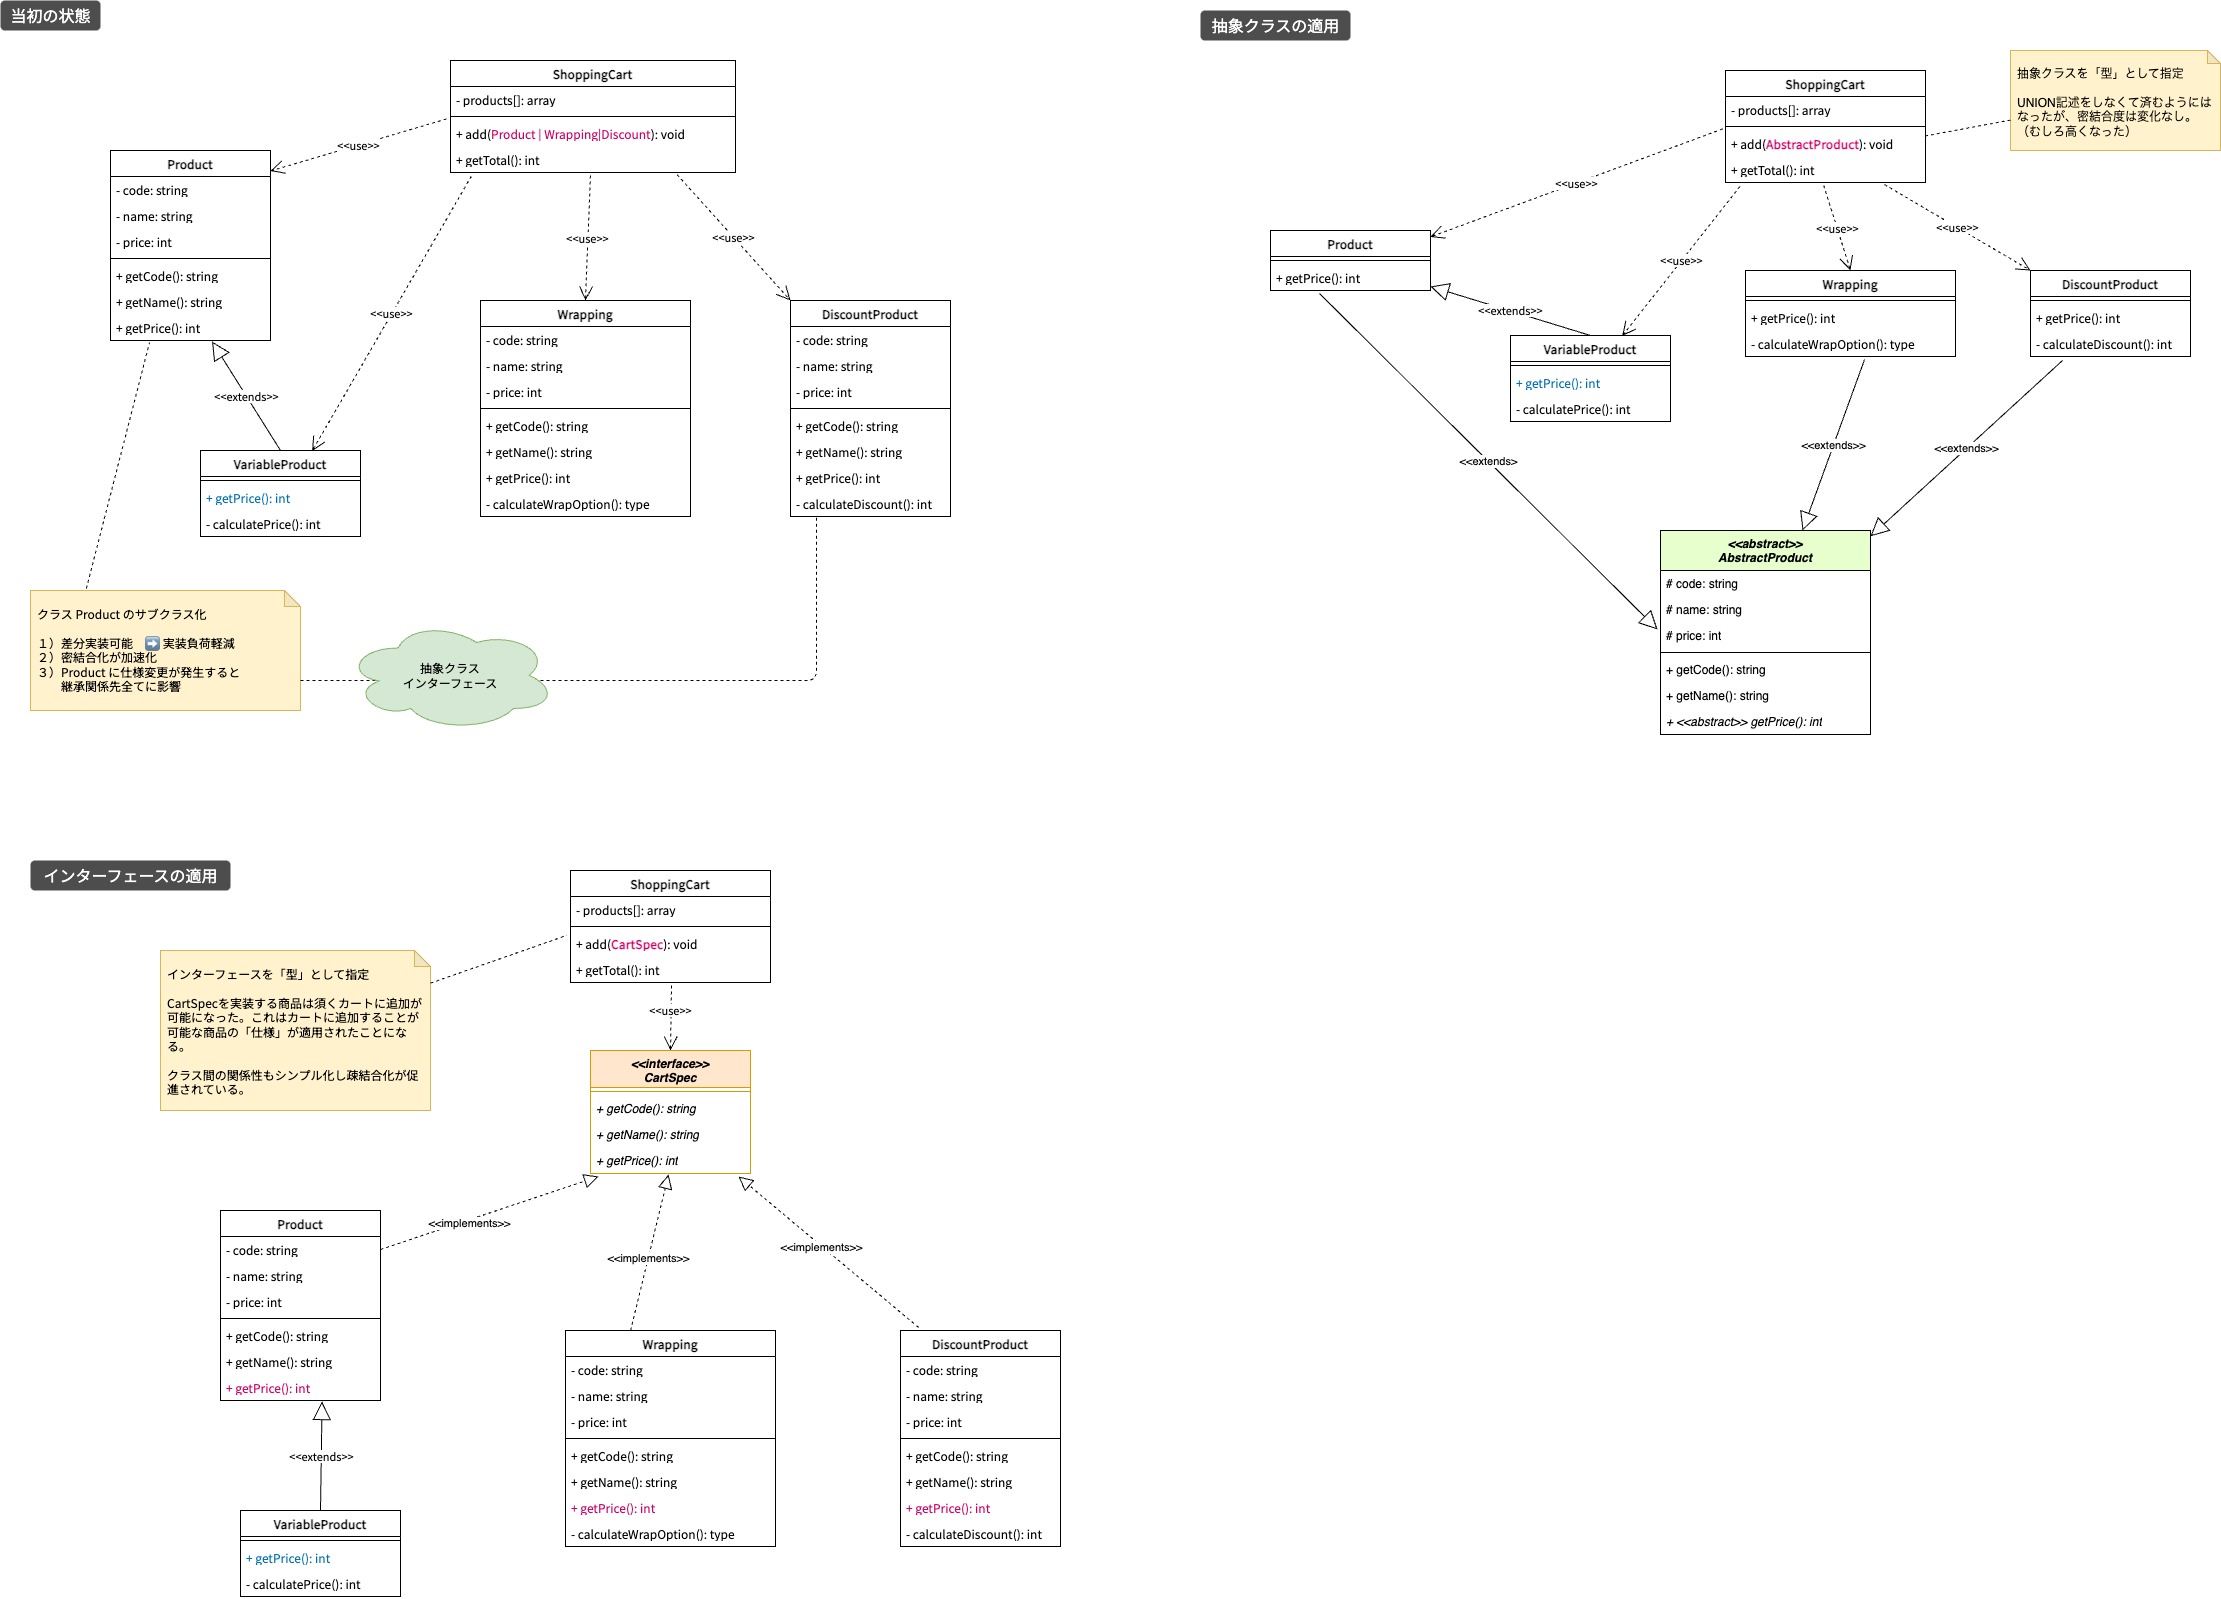 当初の状態
ShoppingCart
- products[]: array
+ add(Product | Wrapping|Discount): void
+ getTotal(): int
<<use>>
<<use>>
<<use>>
<<use>>
Product
- code: string
- name: string
- price: int
+ getCode(): string
+ getName(): string
+ getPrice(): int
<<extends>>
VariableProduct
+ getPrice(): int
- calculatePrice(): int
Wrapping
- code: string
- name: string
- price: int
+ getCode(): string
+ getName(): string
+ getPrice(): int
- calculateWrapOption(): type
DiscountProduct
- code: string
- name: string
- price: int
+ getCode(): string
+ getName(): string
+ getPrice(): int
- calculateDiscount(): int
クラス Product のサブクラス化
１）差分実装可能　➡️ 実装負荷軽減
２）密結合化が加速化
３）Product に仕様変更が発生すると
継承関係先全てに影響
抽象クラス
インターフェース
抽象クラスの適用
ShoppingCart
- products[]: array
+ add(AbstractProduct): void
+ getTotal(): int
抽象クラスを「型」として指定
UNION記述をしなくて済むようには
なったが、密結合度は変化なし。
（むしろ高くなった）
<<use>>
<<use>>
<<use>>
<<use>>
Product
+ getPrice(): int
<<extends>>
VariableProduct
+ getPrice(): int
- calculatePrice(): int
Wrapping
+ getPrice(): int
- calculateWrapOption(): type
DiscountProduct
+ getPrice(): int
- calculateDiscount(): int
<<extends>
<<extends>>
<<extends>>
<<abstract>>
AbstractProduct
# code: string
# name: string
# price: int
+ getCode(): string
+ getName(): string
+ <<abstract>> getPrice(): int
インターフェースの適用
ShoppingCart
- products[]: array
+ add(CartSpec): void
+ getTotal(): int
インターフェースを「型」として指定
CartSpecを実装する商品は須くカートに追加が
可能になった。これはカートに追加することが
可能な商品の「仕様」が適用されたことにな
る。
クラス間の関係性もシンプル化し疎結合化が促
進されている。
<<use>>
<<interface>>
CartSpec
+ getCode(): string
+ getName(): string
+ getPrice(): int
<<implements>>
<<implements>>
<<implements>>
Product
- code: string
- name: string
- price: int
+ getCode(): string
+ getName(): string
+ getPrice(): int
<<extends>>
VariableProduct
+ getPrice(): int
- calculatePrice(): int
Wrapping
- code: string
- name: string
- price: int
+ getCode(): string
+ getName(): string
+ getPrice(): int
- calculateWrapOption(): type
DiscountProduct
- code: string
- name: string
- price: int
+ getCode(): string
+ getName(): string
+ getPrice(): int
- calculateDiscount(): int